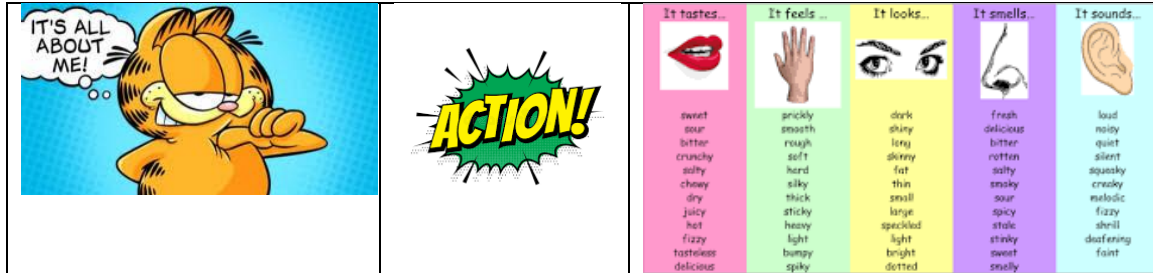 IT'S ALL
ABOUT
ME!
ACTION!
It tastes... It feels ... It looks... It smells... It sounds...
sweet prickly dark fresh loud
sour smooth shiny delicious noisy
bitter rough long bitter quiet
crunchy soft skinny rotten silent
salty hard fat salty squeaky
chewy silky thin smoky creaky
dry thick small sour melodic
juicy sticky large spicy fizzy
hot heavy speckled stale shrill
fizzy light light stinky deafening
tasteless bumpy bright sweet faint
delicious spiky dotted smelly